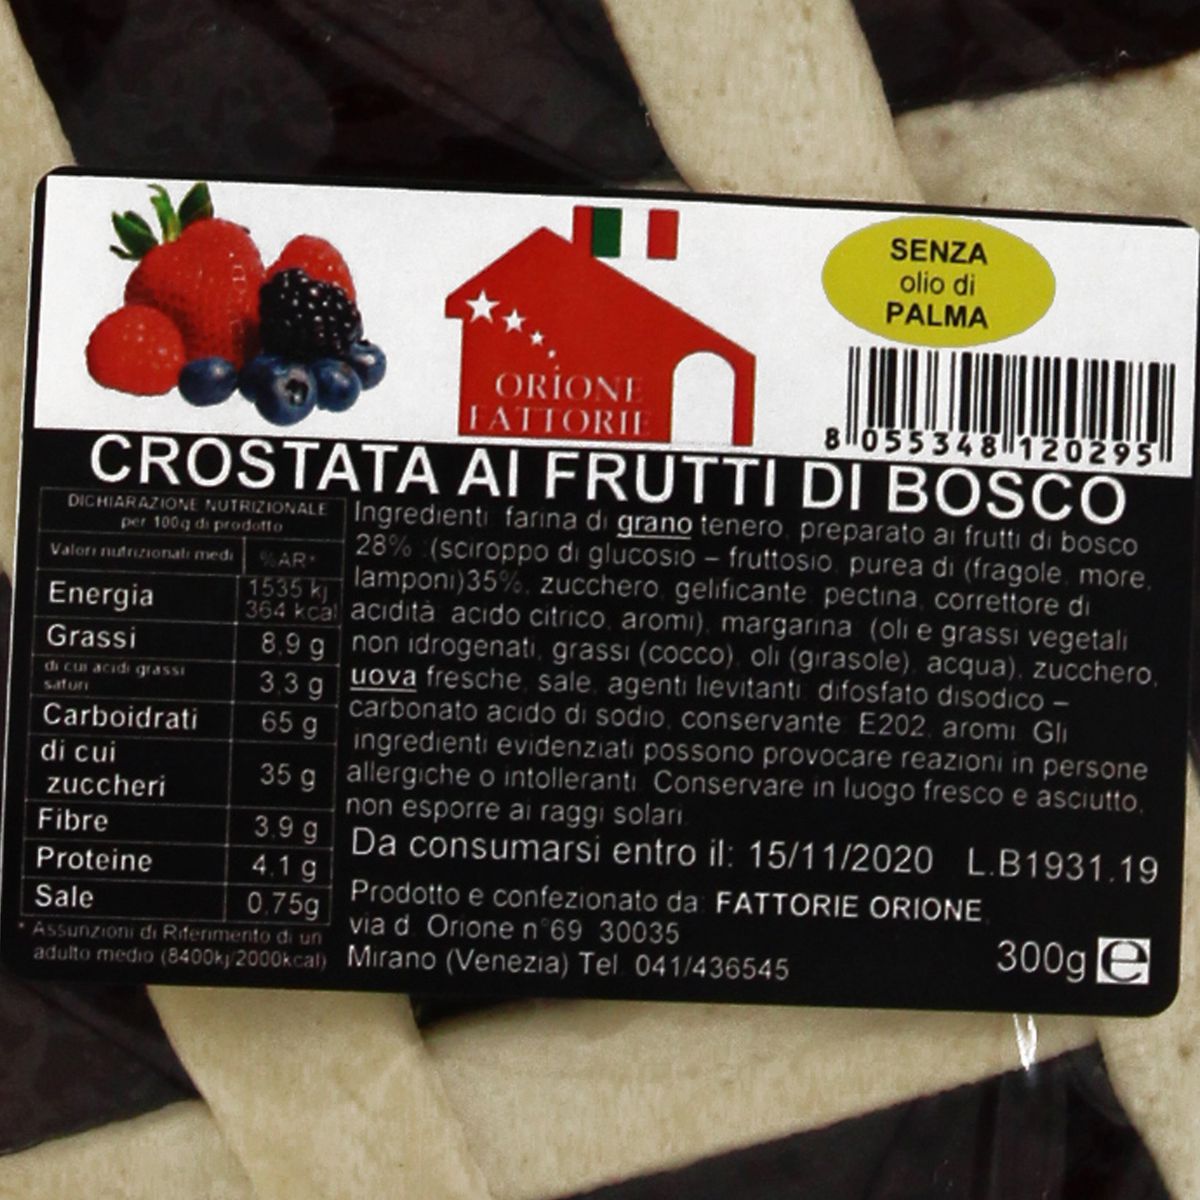 SENZA
olio di
PALMA
ORIONE
FATTORIE
8 055348 120295
CROSTATA AI FRUTTI DI BOSCO
DICHIARAZIONE NUTRIZIONALE
per 100g di prodotto
Valori nutrizionali medi %AR*
Energia 1535 kj
364 kcal
Grassi 8,9 g
di cui acidi grassi
saturi 3,3 g
Carboidrati 65 g
di cui
zuccheri 35 g
Fibre 3,9 g
Proteine 4,1 g
Sale 0,75g
* Assunzioni di Riferimento di un
adulto medio (8400kj/2000kcal)
Ingredienti: farina di grano tenero, preparato ai frutti di bosco
28% :(sciroppo di glucosio – fruttosio, purea di (fragole, more,
lamponi)35%, zucchero, gelificante: pectina, correttore di
acidità: acido citrico, aromi), margarina: (oli e grassi vegetali
non idrogenati, grassi (cocco), oli (girasole), acqua), zucchero,
uova fresche, sale, agenti lievitanti: difosfato disodico –
carbonato acido di sodio, conservante: E202, aromi. Gli
ingredienti evidenziati possono provocare reazioni in persone
allergiche o intolleranti. Conservare in luogo fresco e asciutto,
non esporre ai raggi solari.
Da consumarsi entro il: 15/11/2020 L.B1931.19
Prodotto e confezionato da: FATTORIE ORIONE,
via d. Orione n°69 30035
Mirano (Venezia) Tel. 041/436545
300g e